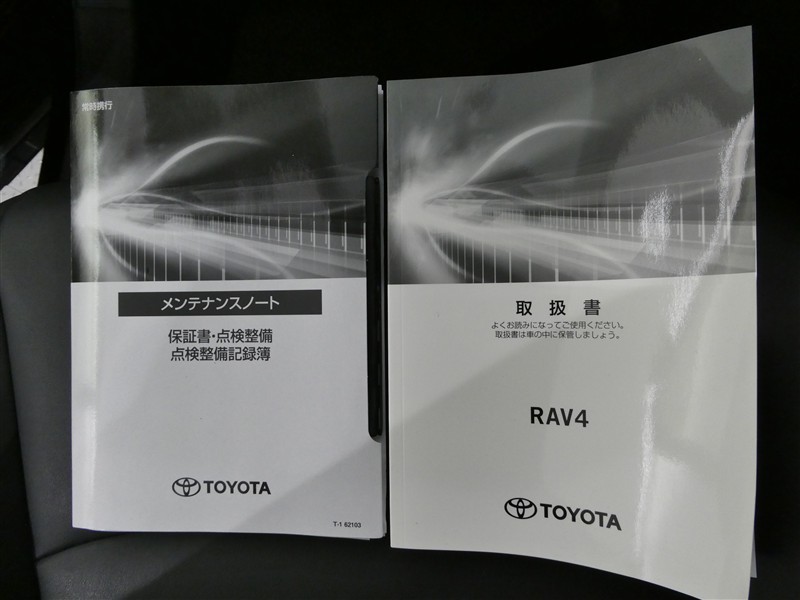 常時携行
メンテナンスノート
保証書・点検整備
点検整備記録簿
TOYOTA
T-1 62103
取扱書
よくお読みになってご使用ください。
取扱書は車の中に保管しましょう。
RAV4
TOYOTA